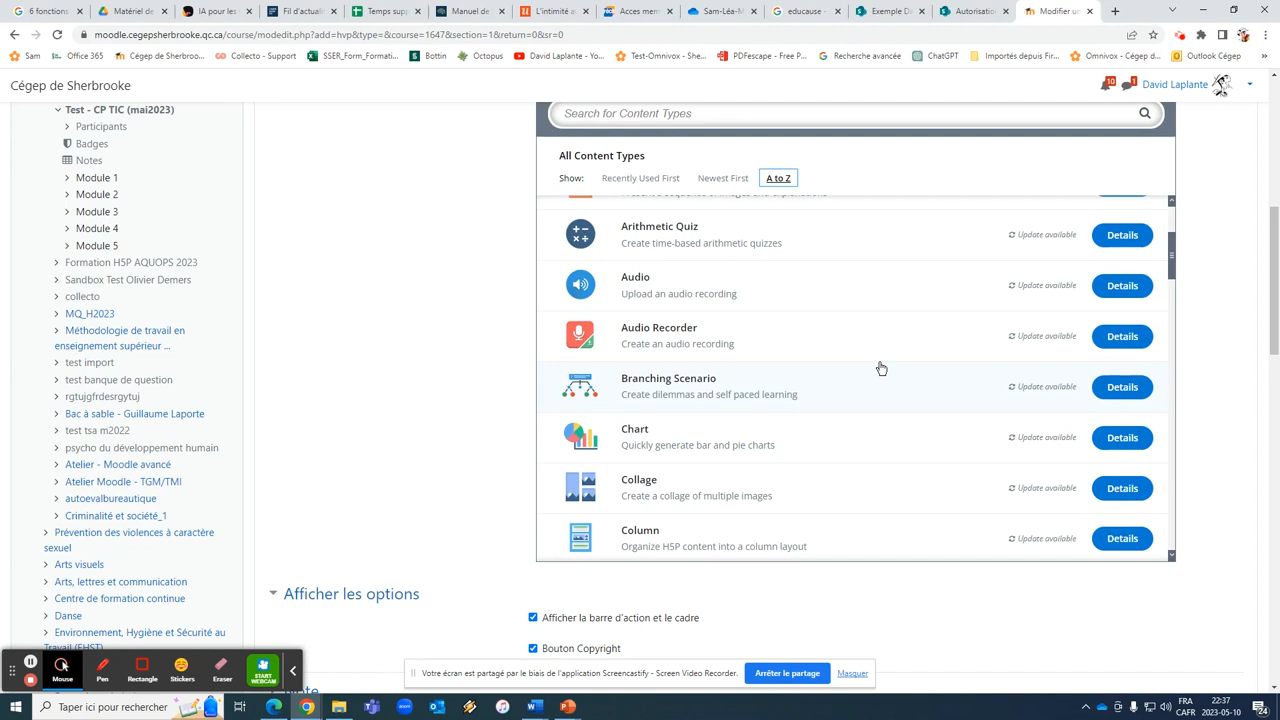 6 fonctions
Matériel de
IA pour les
Fil d'actuali
Temps supp
Manuel de
L'intimité a
Acces mem
Sam-Léa-M
educause -
Exemple Da
Autorisatio
Modifier un
moodle.cegepsherbrooke.qc.ca/course/modedit.php?add=hvp&type=&course=1647&section=1&return=0&sr=0
Sam
Office 365
Cégep de Sherbroo...
Collecto - Support
SSER_Form_Formati...
Bottin
Octopus
David Laplante - Yo...
Test-Omnivox - She...
PDFescape - Free P...
Recherche avancée
ChatGPT
Importés depuis Fir...
Omnivox - Cégep d...
Outlook Cégep
Cégep de Sherbrooke
10
1
David Laplante
Test - CP TIC (mai2023)
Participants
Badges
Notes
Module 1
Module 2
Module 3
Module 4
Module 5
Formation H5P AQUOPS 2023
Sandbox Test Olivier Demers
collecto
MQ_H2023
Méthodologie de travail en
enseignement supérieur ...
test import
test banque de question
rgtujgfrdesrgytuj
Bac à sable - Guillaume Laporte
test tsa m2022
psycho du développement humain
Atelier - Moodle avancé
Atelier Moodle - TGM/TMI
autoevalbureautique
Criminalité et société_1
Prévention des violences à caractère
sexuel
Arts visuels
Arts, lettres et communication
Centre de formation continue
Danse
Environnement, Hygiène et Sécurité au
Travail (EHST)
Search for Content Types
All Content Types
Show:
Recently Used First
Newest First
A to Z
Arithmetic Quiz
Create time-based arithmetic quizzes
Update available
Details
Audio
Upload an audio recording
Update available
Details
Audio Recorder
Create an audio recording
Update available
Details
Branching Scenario
Create dilemmas and self paced learning
Update available
Details
Chart
Quickly generate bar and pie charts
Update available
Details
Collage
Create a collage of multiple images
Update available
Details
Column
Organize H5P content into a column layout
Update available
Details
Afficher les options
Afficher la barre d'action et le cadre
Bouton Copyright
Mouse
Pen
Rectangle
Stickers
Eraser
START
WEBCAM
Votre écran est partagé par le biais de l'application Screencastify - Screen Video Recorder.
Arrêter le partage
Masquer
Taper ici pour rechercher
FRA
CAFR
22:37
2023-05-10
24